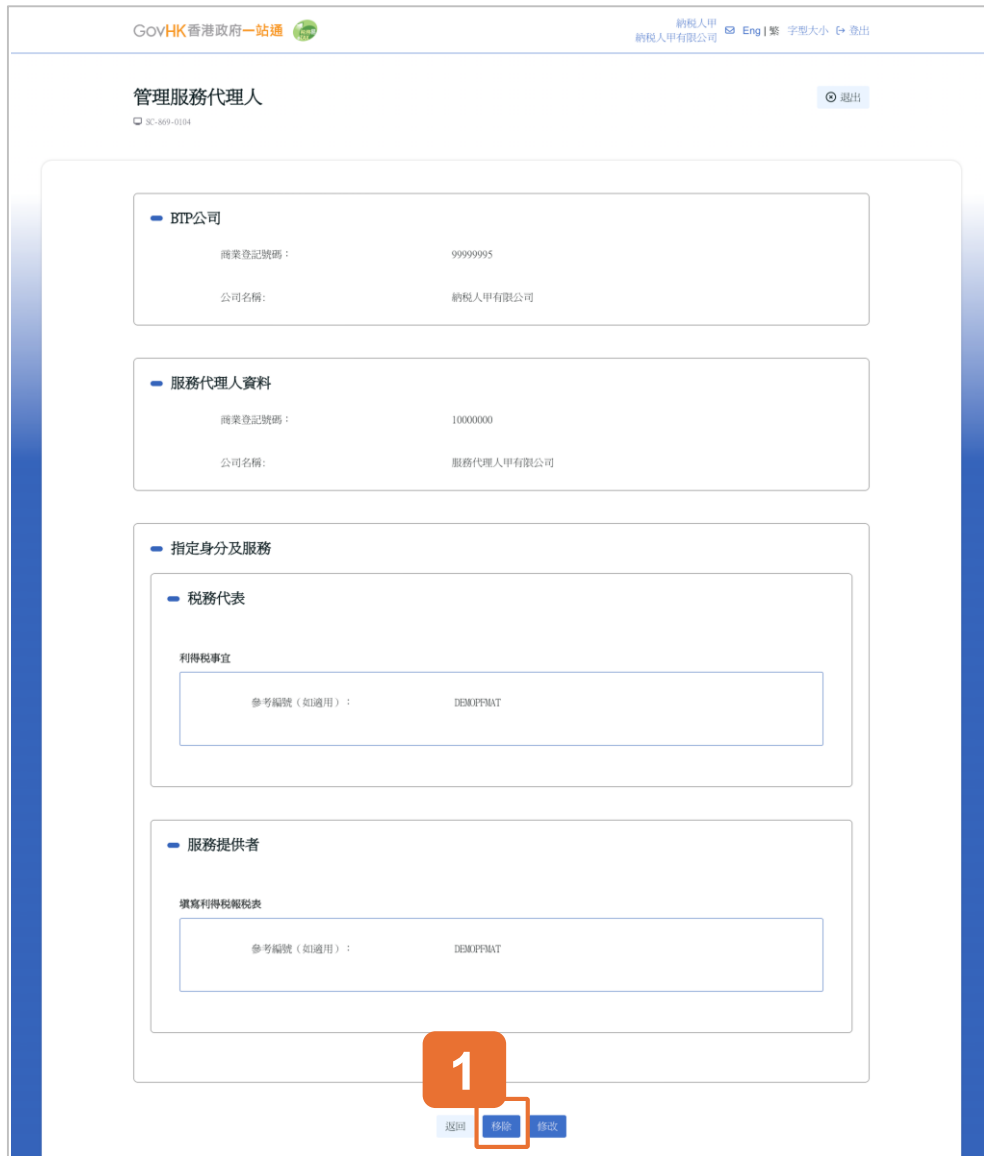 GovHK香港政府一站通
納稅人甲
納稅人甲有限公司
Eng | 繁 字型大小 登出
管理服務代理人
退出
SC-869-0104
BTP公司
商業登記號碼： 99999995
公司名稱: 納稅人甲有限公司
服務代理人資料
商業登記號碼： 10000000
公司名稱: 服務代理人甲有限公司
指定身分及服務
稅務代表
利得稅事宜
參考編號（如適用）： DEMOPFMAT
服務提供者
填寫利得稅報稅表
參考編號（如適用）： DEMOPFMAT
1
返回 移除 修改